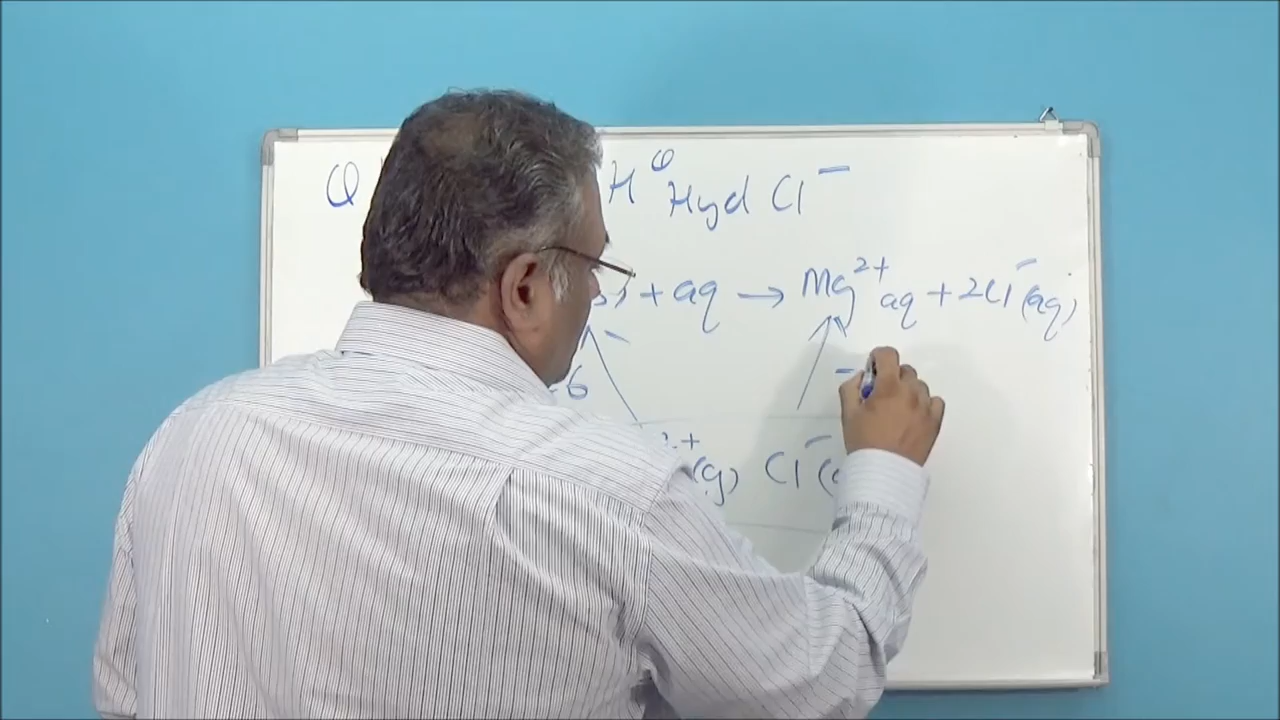 Q H° Hyd Cl⁻
+ aq → Mg²⁺ aq + 2Cl⁻ (aq)
6 –
²⁺ (g) Cl⁻ (